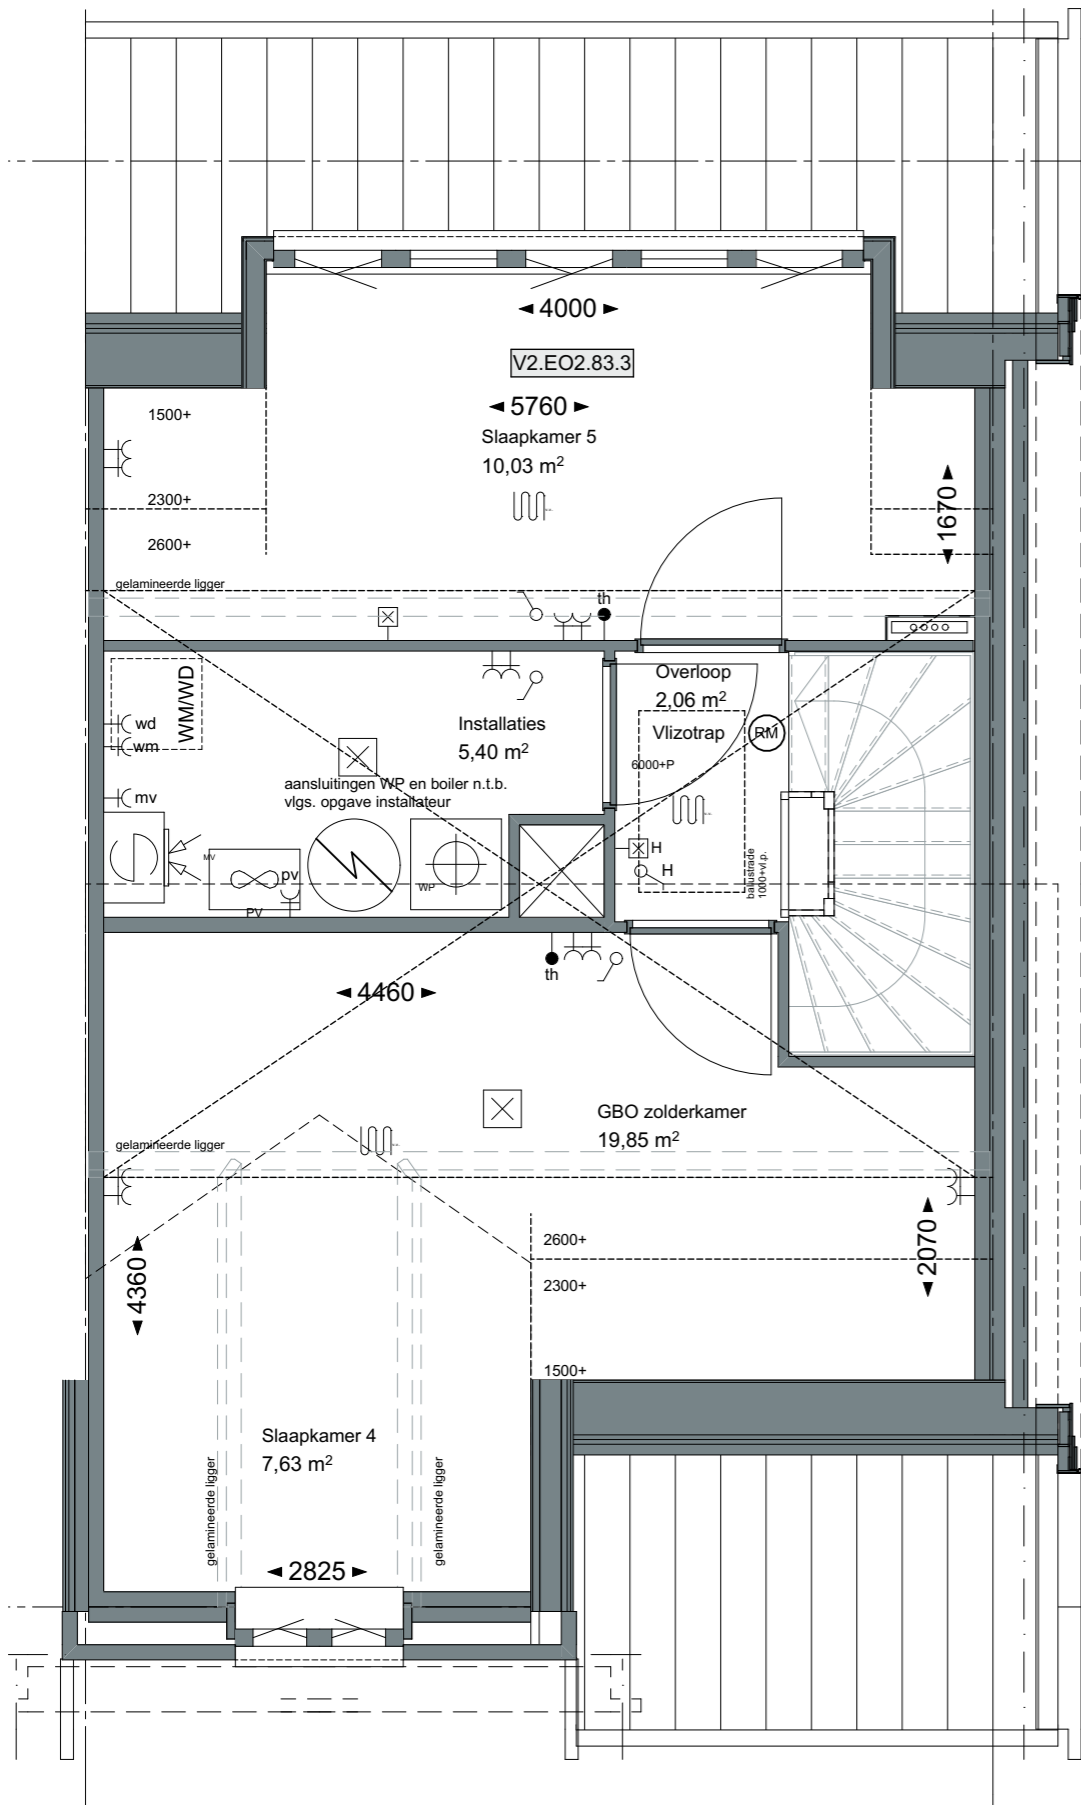 4000
V2.EO2.83.3
5760
Slaapkamer 5
10,03 m²
1500+
2300+
2600+
1670
gelamineerde ligger
th
WM/WD
wd
wm
mv
Installaties
5,40 m²
aansluitingen WP en boiler n.t.b.
vlgs. opgave installateur
Overloop
2,06 m²
Vlizotrap
RM
6000+P
H
H
balustrade
1000+vl.p.
MV
pv
PV
WP
th
4460
GBO zolderkamer
19,85 m²
gelamineerde ligger
4360
2070
2600+
2300+
1500+
Slaapkamer 4
7,63 m²
gelamineerde ligger
gelamineerde ligger
2825